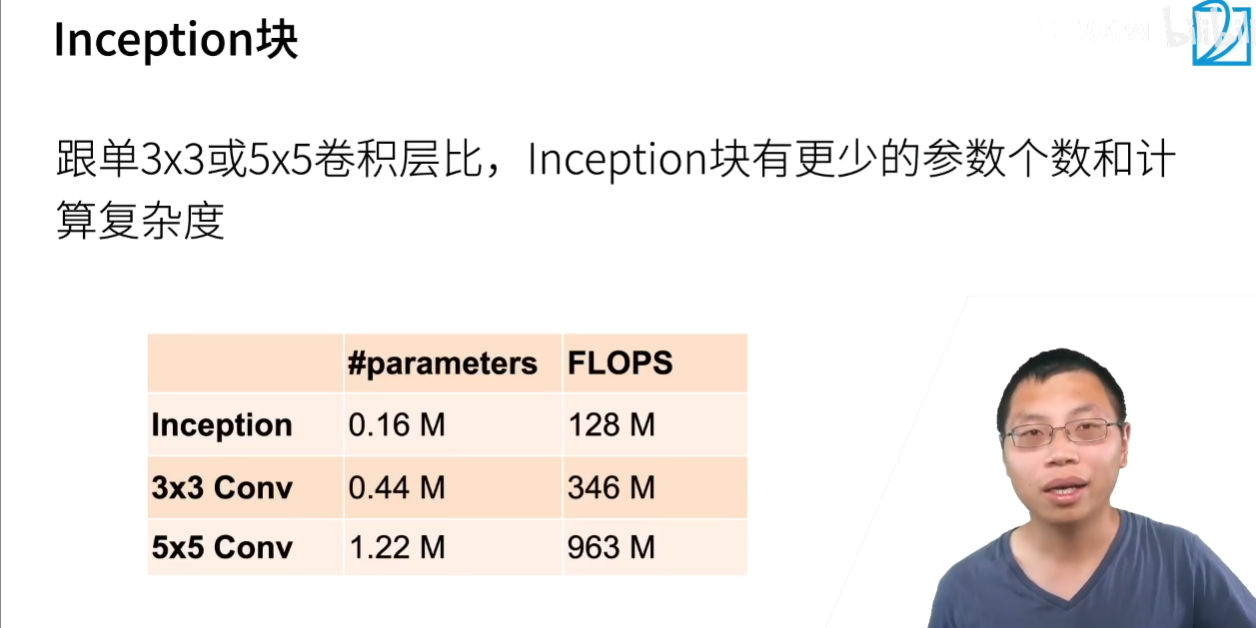 Inception块
跟单3x3或5x5卷积层比，Inception块有更少的参数个数和计
算复杂度
#parameters FLOPS
Inception 0.16 M 128 M
3x3 Conv 0.44 M 346 M
5x5 Conv 1.22 M 963 M